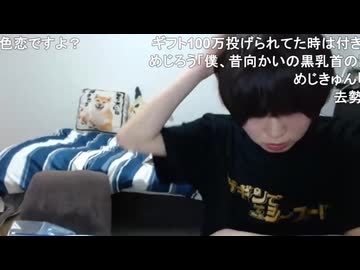 色恋ですよ？
ギフト100万投げられてた時は付き
めじろう「僕、昔向かいの黒乳首の
めじきゅん
去勢